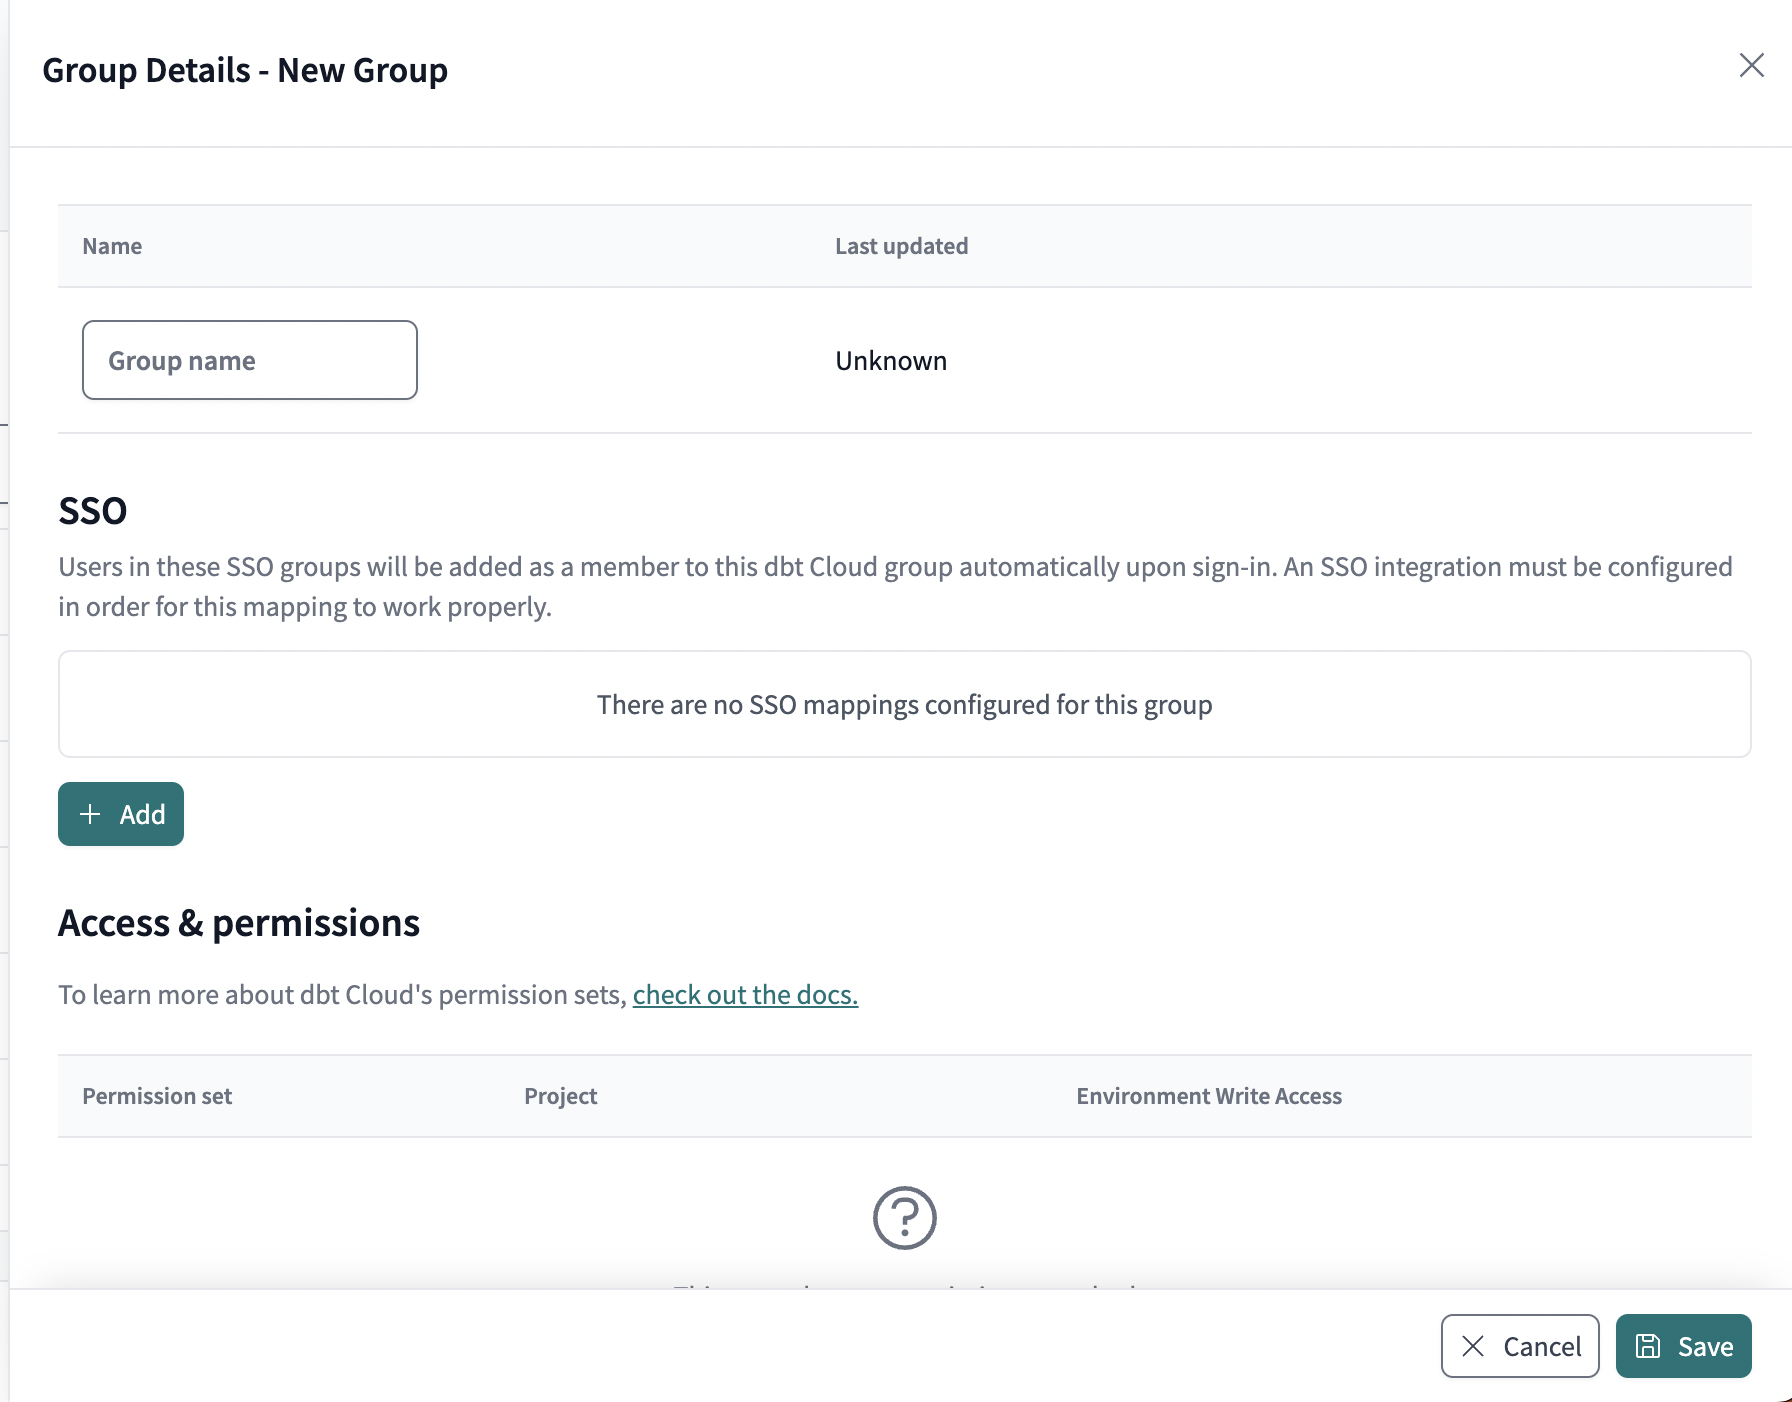 Group Details - New Group
Name Last updated
Group name Unknown
SSO
Users in these SSO groups will be added as a member to this dbt Cloud group automatically upon sign-in. An SSO integration must be configured
in order for this mapping to work properly.
There are no SSO mappings configured for this group
+ Add
Access & permissions
To learn more about dbt Cloud's permission sets, check out the docs.
Permission set Project Environment Write Access
Cancel Save